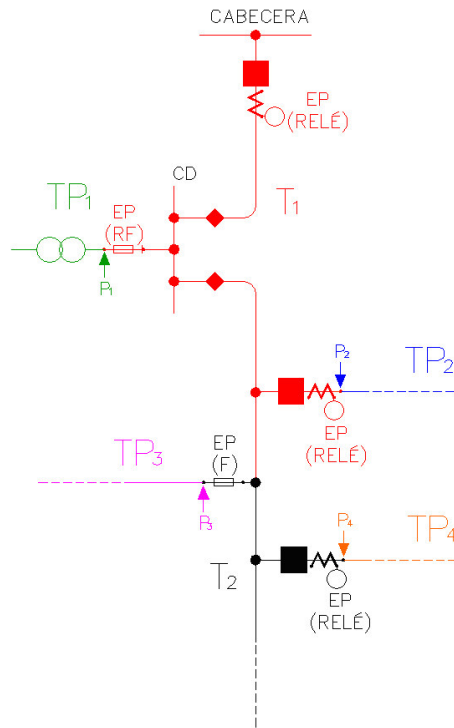 CABECERA
EP
(RELÉ)
CD
T1
TP1
EP
(RF)
P1
P2
TP2
EP
(RELÉ)
EP
(F)
TP3
P3
P4
TP4
T2
EP
(RELÉ)